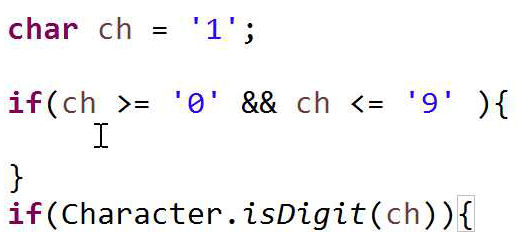 char ch = '1';
if(ch >= '0' && ch <= '9' ){
}
if(Character.isDigit(ch)){